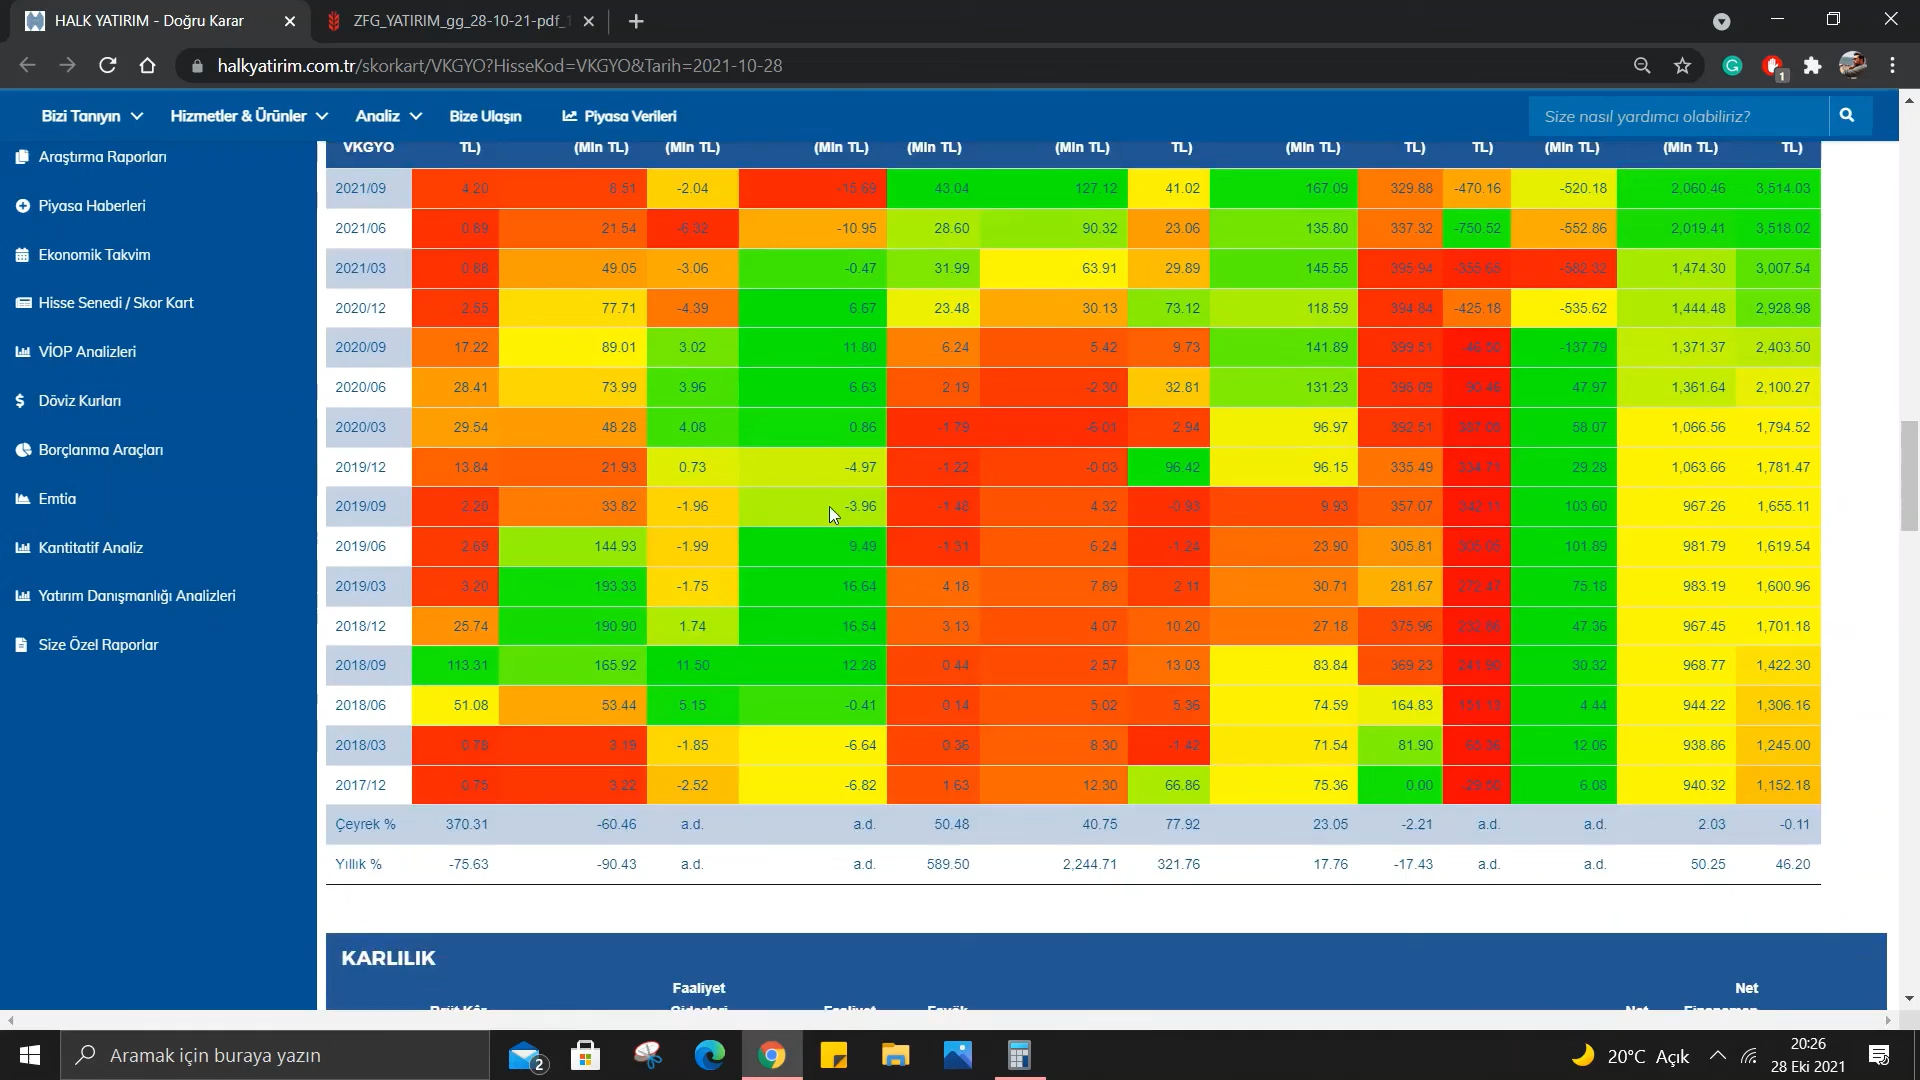 HALK YATIRIM - Doğru Karar
ZFG_YATIRIM_gg_28-10-21-pdf_1
halkyatirim.com.tr/skorkart/VKGYO?HisseKod=VKGYO&Tarih=2021-10-28
1
Bizi Tanıyın
Hizmetler & Ürünler
Analiz
Bize Ulaşın
Piyasa Verileri
Size nasıl yardımcı olabiliriz?
Araştırma Raporları
Piyasa Haberleri
Ekonomik Takvim
Hisse Senedi / Skor Kart
VİOP Analizleri
Döviz Kurları
Borçlanma Araçları
Emtia
Kantitatif Analiz
Yatırım Danışmanlığı Analizleri
Size Özel Raporlar
VKGYO TL) (Mln TL) (Mln TL) (Mln TL) (Mln TL) (Mln TL) TL) (Mln TL) TL) TL) (Mln TL) (Mln TL) TL)
2021/09 4.20 8.51 -2.04 -15.69 43.04 127.12 41.02 167.09 329.88 -470.16 -520.18 2,060.46 3,514.03
2021/06 0.89 21.54 -6.32 -10.95 28.60 90.32 23.06 135.80 337.32 -750.52 -552.86 2,019.41 3,518.02
2021/03 0.88 49.05 -3.06 -0.47 31.99 63.91 29.89 145.55 395.94 -355.65 -582.32 1,474.30 3,007.54
2020/12 2.55 77.71 -4.39 6.67 23.48 30.13 73.12 118.59 394.84 -425.18 -535.62 1,444.48 2,928.98
2020/09 17.22 89.01 3.02 11.80 6.24 5.42 9.73 141.89 399.51 -137.79 1,371.37 2,403.50
2020/06 28.41 73.99 3.96 6.63 2.19 -2.30 32.81 131.23 396.09 47.97 1,361.64 2,100.27
2020/03 29.54 48.28 4.08 0.86 -1.79 -6.01 2.94 96.97 392.51 58.07 1,066.56 1,794.52
2019/12 13.84 21.93 0.73 -4.97 -1.22 -0.03 96.42 96.15 335.49 334.71 29.28 1,063.66 1,781.47
2019/09 2.20 33.82 -1.96 -3.96 -1.48 4.32 -0.93 9.93 357.07 342.11 103.60 967.26 1,655.11
2019/06 2.69 144.93 -1.99 9.49 -1.31 6.24 -1.24 23.90 305.81 101.89 981.79 1,619.54
2019/03 3.20 193.33 -1.75 16.64 4.18 7.89 2.11 30.71 281.67 272.47 75.18 983.19 1,600.96
2018/12 25.74 190.90 1.74 16.54 3.13 4.07 10.20 27.18 375.96 47.36 967.45 1,701.18
2018/09 113.31 165.92 11.50 12.28 0.44 2.57 13.03 83.84 369.23 241.90 30.32 968.77 1,422.30
2018/06 51.08 53.44 5.15 -0.41 0.14 5.02 5.36 74.59 164.83 4.44 944.22 1,306.16
2018/03 0.78 3.19 -1.85 -6.64 0.36 8.30 -1.42 71.54 81.90 12.06 938.86 1,245.00
2017/12 0.75 3.22 -2.52 -6.82 1.63 12.30 66.86 75.36 0.00 6.08 940.32 1,152.18
Çeyrek % 370.31 -60.46 a.d. a.d. 50.48 40.75 77.92 23.05 -2.21 a.d. a.d. 2.03 -0.11
Yıllık % -75.63 -90.43 a.d. a.d. 589.50 2,244.71 321.76 17.76 -17.43 a.d. a.d. 50.25 46.20
KARLILIK
Faaliyet Net
Aramak için buraya yazın
2
20°C Açık
20:26
28 Eki 2021